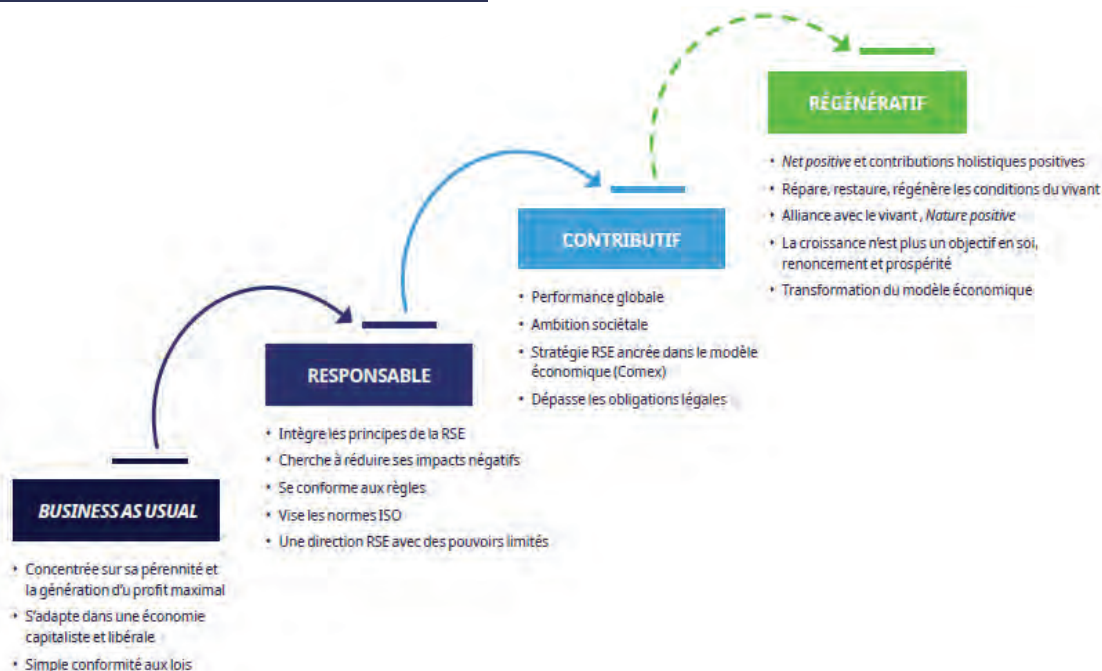 RÉGÉNÉRATIF
• Net positive et contributions holistiques positives
• Répare, restaure, régénère les conditions du vivant
• Alliance avec le vivant , Nature positive
• La croissance n'est plus un objectif en soi,
renoncement et prospérité
• Transformation du modèle économique
CONTRIBUTIF
• Performance globale
• Ambition sociétale
• Stratégie RSE ancrée dans le modèle
économique (Comex)
• Dépasse les obligations légales
RESPONSABLE
• Intègre les principes de la RSE
• Cherche à réduire ses impacts négatifs
• Se conforme aux règles
• Vise les normes ISO
• Une direction RSE avec des pouvoirs limités
BUSINESS AS USUAL
• Concentrée sur sa pérennité et
la génération d'u profit maximal
• S'adapte dans une économie
capitaliste et libérale
• Simple conformité aux lois